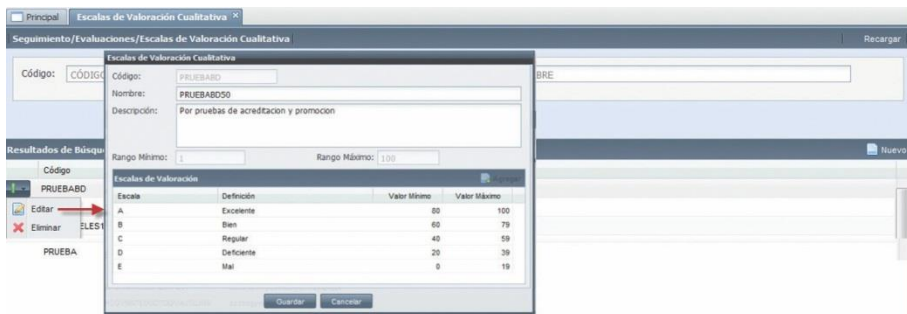 Principal Escalas de Valoración Cualitativa ×
Seguimiento/Evaluaciones/Escalas de Valoración Cualitativa Recargar
Escalas de Valoración Cualitativa
Código: CÓDIG BRE
Código: PRUEBABD
Nombre: PRUEBABD50
Descripción: Por pruebas de acreditacion y promocion
Resultados de Búsqu Nuevo
Rango Mínimo: 1 Rango Máximo: 100
Código
Escalas de Valoración Agregar
PRUEBABD
Escala Definición Valor Mínimo Valor Máximo
Editar
A Excelente 80 100
Eliminar ELES1
B Bien 60 79
C Regular 40 59
PRUEBA
D Deficiente 20 39
E Mal 0 19
Guardar Cancelar